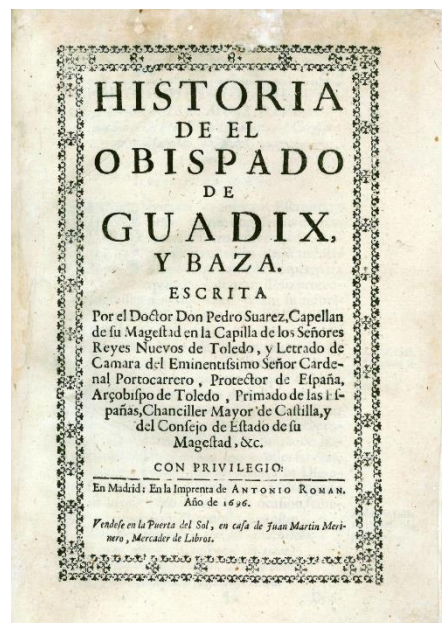 HISTORIA
DE EL
OBISPADO
DE
GUADIX,
Y BAZA.
ESCRITA
Por el Doctor Don Pedro Suarez, Capellan
de su Magestad en la Capilla de los Señores
Reyes Nuevos de Toledo, y Letrado de
Camara del Eminentissimo Señor Carde-
nal Portocarrero, Protector de España,
Arçobispo de Toledo, Primado de las Es-
pañas, Chanciller Mayor de Castilla, y
del Consejo de Estado de su
Magestad, &c.
CON PRIVILEGIO:
En Madrid: En la Imprenta de ANTONIO ROMAN.
Año de 1696.
Vendese en la Puerta del Sol, en casa de Juan Martin Meri-
nero, Mercader de Libros.